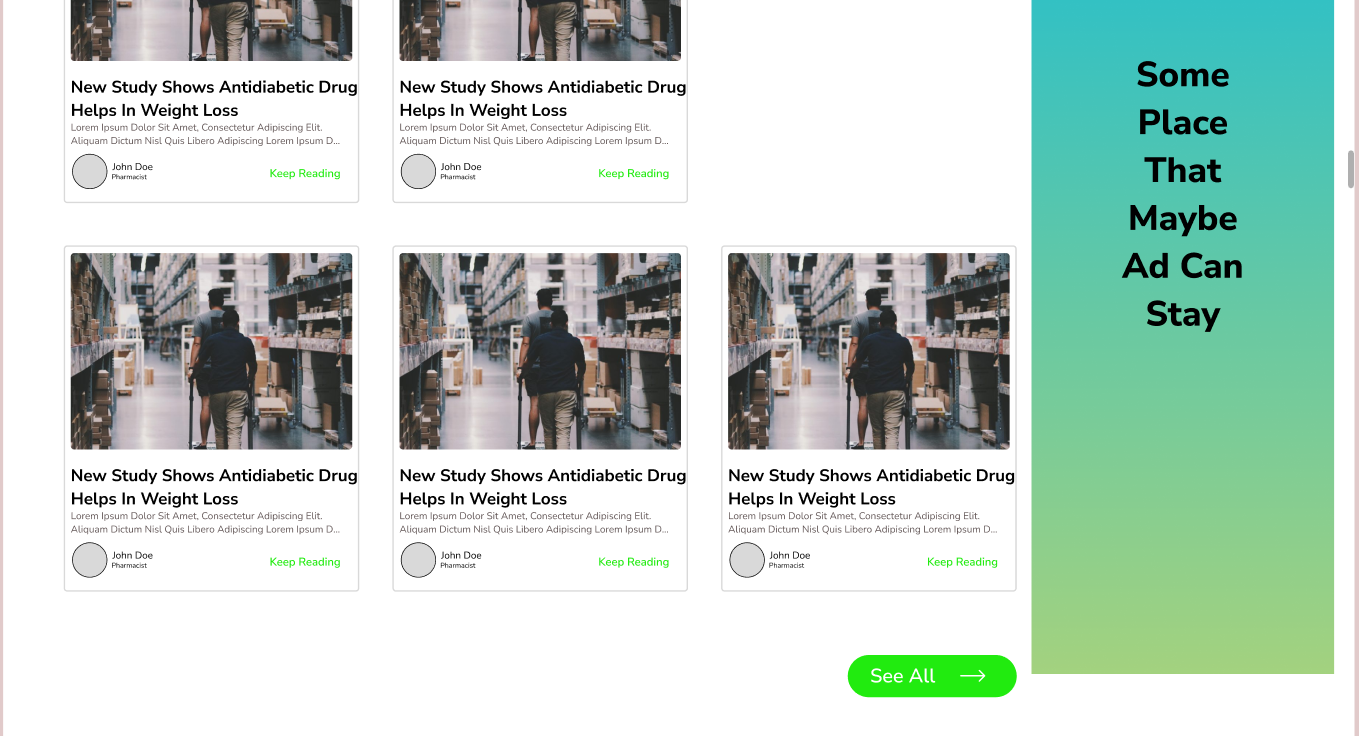 New Study Shows Antidiabetic Drug
Helps In Weight Loss
Lorem Ipsum Dolor Sit Amet, Consectetur Adipiscing Elit.
Aliquam Dictum Nisl Quis Libero Adipiscing Lorem Ipsum D...
John Doe
Pharmacist
Keep Reading
New Study Shows Antidiabetic Drug
Helps In Weight Loss
Lorem Ipsum Dolor Sit Amet, Consectetur Adipiscing Elit.
Aliquam Dictum Nisl Quis Libero Adipiscing Lorem Ipsum D...
John Doe
Pharmacist
Keep Reading
New Study Shows Antidiabetic Drug
Helps In Weight Loss
Lorem Ipsum Dolor Sit Amet, Consectetur Adipiscing Elit.
Aliquam Dictum Nisl Quis Libero Adipiscing Lorem Ipsum D...
John Doe
Pharmacist
Keep Reading
New Study Shows Antidiabetic Drug
Helps In Weight Loss
Lorem Ipsum Dolor Sit Amet, Consectetur Adipiscing Elit.
Aliquam Dictum Nisl Quis Libero Adipiscing Lorem Ipsum D...
John Doe
Pharmacist
Keep Reading
New Study Shows Antidiabetic Drug
Helps In Weight Loss
Lorem Ipsum Dolor Sit Amet, Consectetur Adipiscing Elit.
Aliquam Dictum Nisl Quis Libero Adipiscing Lorem Ipsum D...
John Doe
Pharmacist
Keep Reading
See All
Some
Place
That
Maybe
Ad Can
Stay